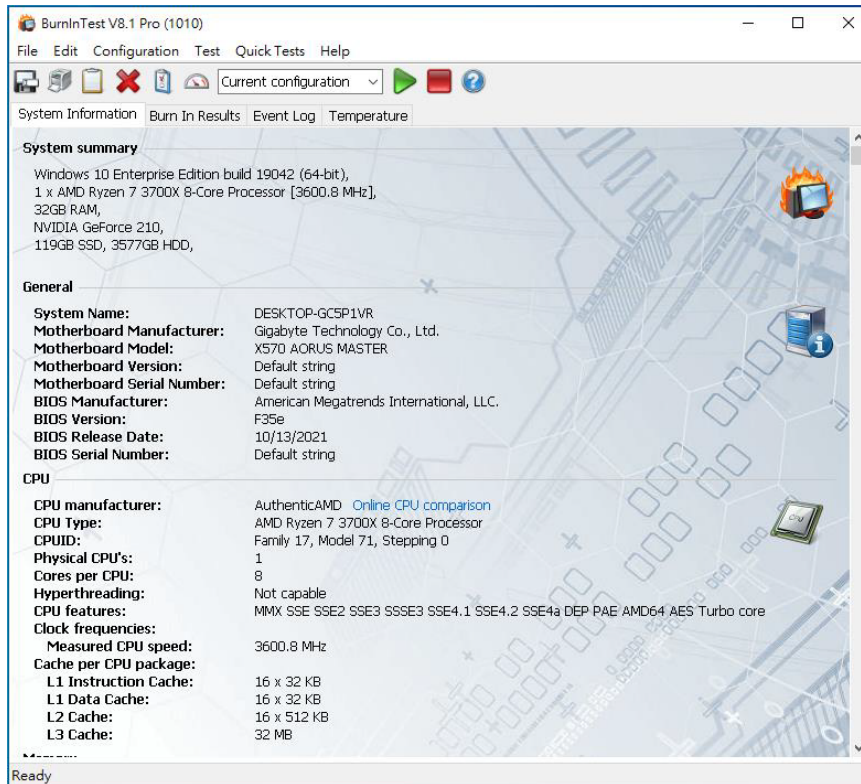 BurnInTest V8.1 Pro (1010)
File Edit Configuration Test Quick Tests Help
Current configuration
System Information Burn In Results Event Log Temperature
System summary
Windows 10 Enterprise Edition build 19042 (64-bit),
1 x AMD Ryzen 7 3700X 8-Core Processor [3600.8 MHz],
32GB RAM,
NVIDIA GeForce 210,
119GB SSD, 3577GB HDD,
General
System Name: DESKTOP-GC5P1VR
Motherboard Manufacturer: Gigabyte Technology Co., Ltd.
Motherboard Model: X570 AORUS MASTER
Motherboard Version: Default string
Motherboard Serial Number: Default string
BIOS Manufacturer: American Megatrends International, LLC.
BIOS Version: F35e
BIOS Release Date: 10/13/2021
BIOS Serial Number: Default string
CPU
CPU manufacturer: AuthenticAMD Online CPU comparison
CPU Type: AMD Ryzen 7 3700X 8-Core Processor
CPUID: Family 17, Model 71, Stepping 0
Physical CPU's: 1
Cores per CPU: 8
Hyperthreading: Not capable
CPU features: MMX SSE SSE2 SSE3 SSSE3 SSE4.1 SSE4.2 SSE4a DEP PAE AMD64 AES Turbo core
Clock frequencies:
Measured CPU speed: 3600.8 MHz
Cache per CPU package:
L1 Instruction Cache: 16 x 32 KB
L1 Data Cache: 16 x 32 KB
L2 Cache: 16 x 512 KB
L3 Cache: 32 MB
Ready